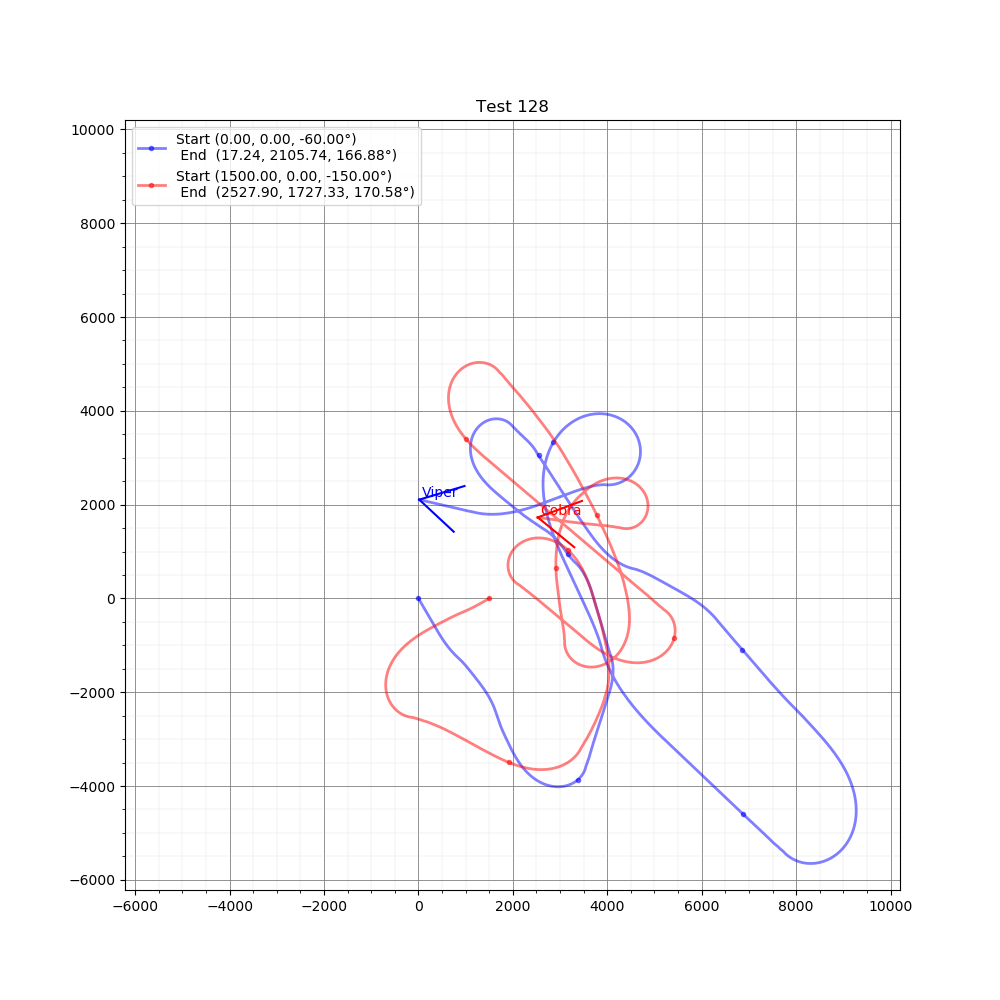 Test 128
Start (0.00, 0.00, -60.00°)
End  (17.24, 2105.74, 166.88°)
Start (1500.00, 0.00, -150.00°)
End  (2527.90, 1727.33, 170.58°)
10000
8000
6000
4000
2000
0
−2000
−4000
−6000
Viper
Cobra
−6000 −4000 −2000 0 2000 4000 6000 8000 10000